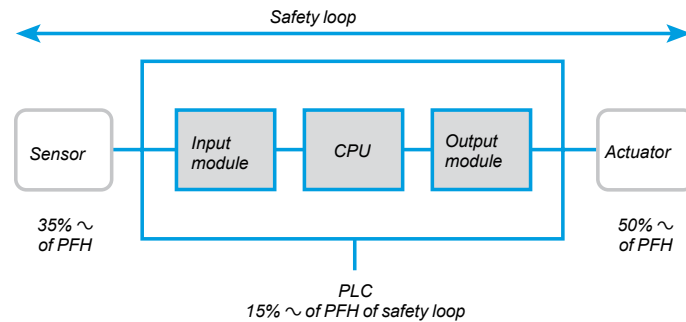 Safety loop
Sensor
Input
module
CPU
Output
module
Actuator
35% ~
of PFH
50% ~
of PFH
PLC
15% ~ of PFH of safety loop